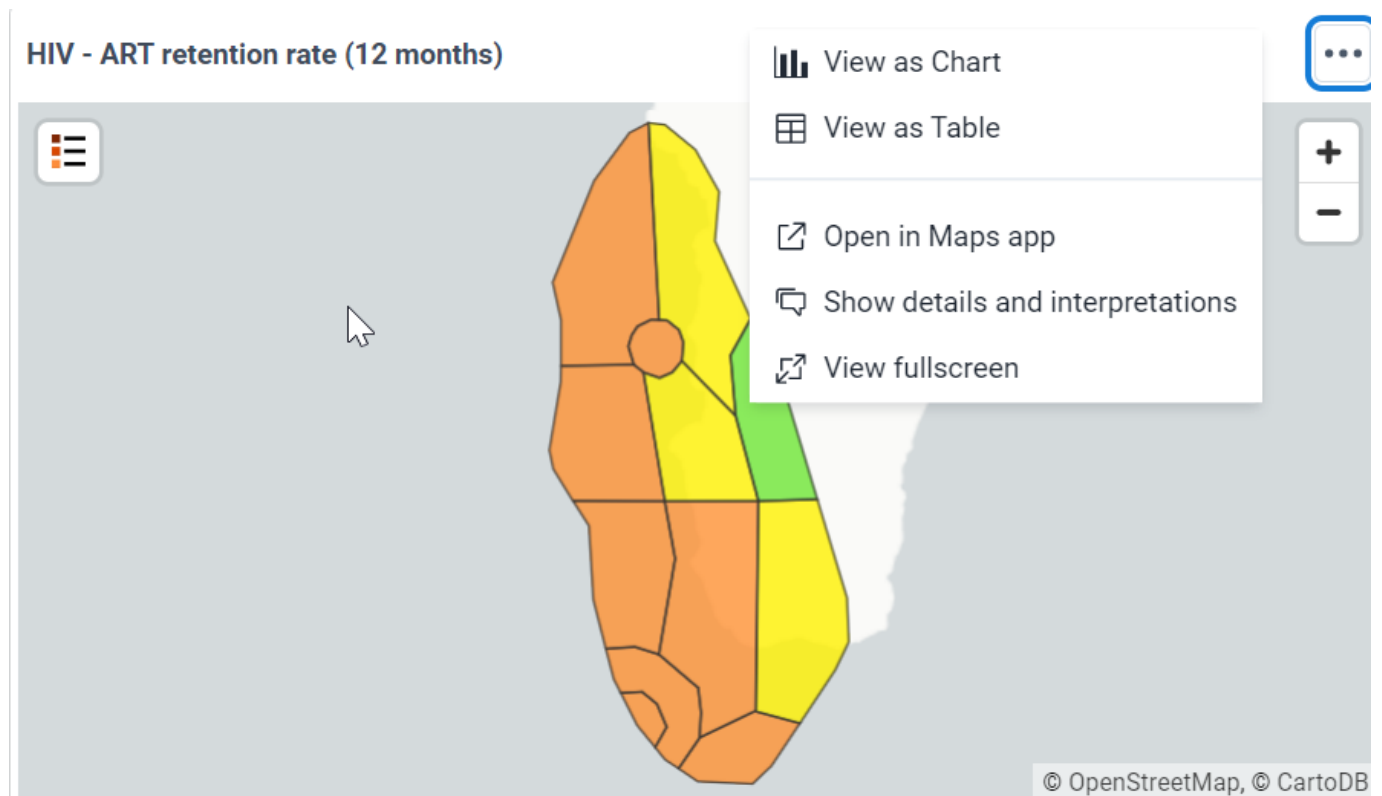 HIV - ART retention rate (12 months)
View as Chart
View as Table
Open in Maps app
Show details and interpretations
View fullscreen
© OpenStreetMap, © CartoDB